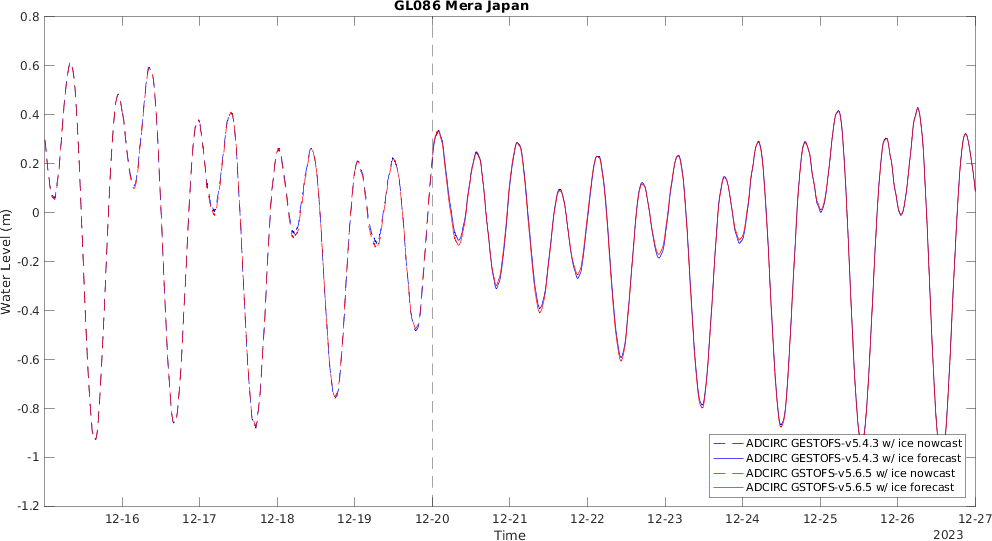 GL086 Mera Japan
0.8
0.6
0.4
0.2
0
-0.2
-0.4
-0.6
-0.8
-1
-1.2
Water Level (m)
ADCIRC GESTOFS-v5.4.3 w/ ice nowcast
ADCIRC GESTOFS-v5.4.3 w/ ice forecast
ADCIRC GSTOFS-v5.6.5 w/ ice nowcast
ADCIRC GSTOFS-v5.6.5 w/ ice forecast
12-16 12-17 12-18 12-19 12-20 12-21 12-22 12-23 12-24 12-25 12-26 12-27
Time
2023